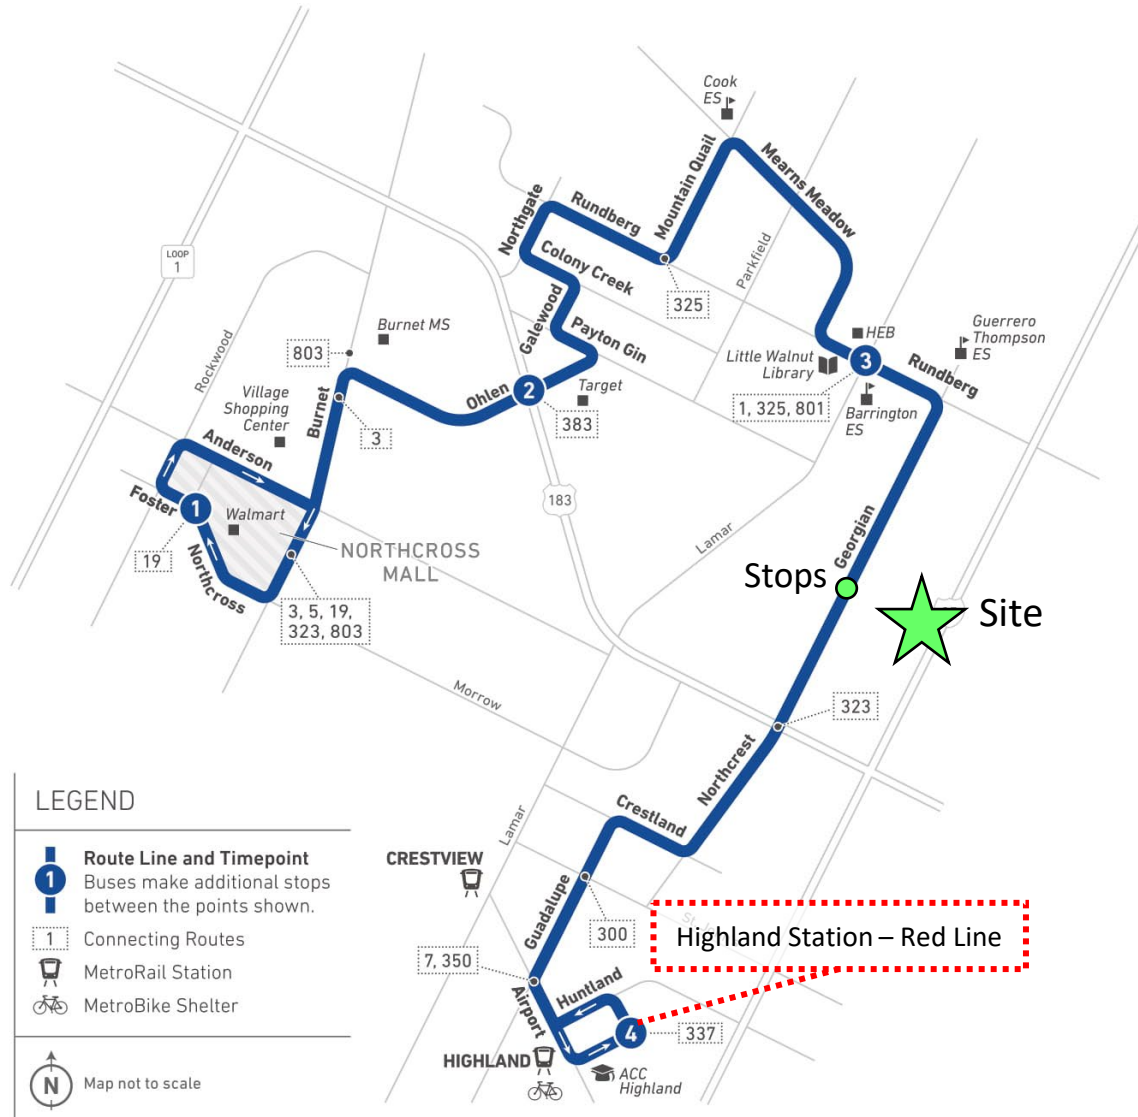 Cook
ES
Mountain Quail
Mearns Meadow
Northgate
Rundberg
Colony Creek
Parkfield
LOOP
1
325
Galewood
Payton Gin
Burnet MS
803
Rockwood
HEB
Guerrero
Thompson
ES
Little Walnut
Library
3
Rundberg
Village
Shopping
Center
Burnet
Ohlen
2
Target
1, 325, 801
Barrington
ES
383
3
Anderson
183
Foster
1
Walmart
Lamar
Georgian
NORTHCROSS
MALL
19
Northcross
Stops
Site
3, 5, 19,
323, 803
Morrow
323
Northcrest
LEGEND
Crestland
Lamar
1
Route Line and Timepoint
Buses make additional stops
between the points shown.
CRESTVIEW
Guadalupe
300
Highland Station – Red Line
1
Connecting Routes
7, 350
MetroRail Station
Huntland
Airport
MetroBike Shelter
4
337
HIGHLAND
ACC
Highland
N
Map not to scale